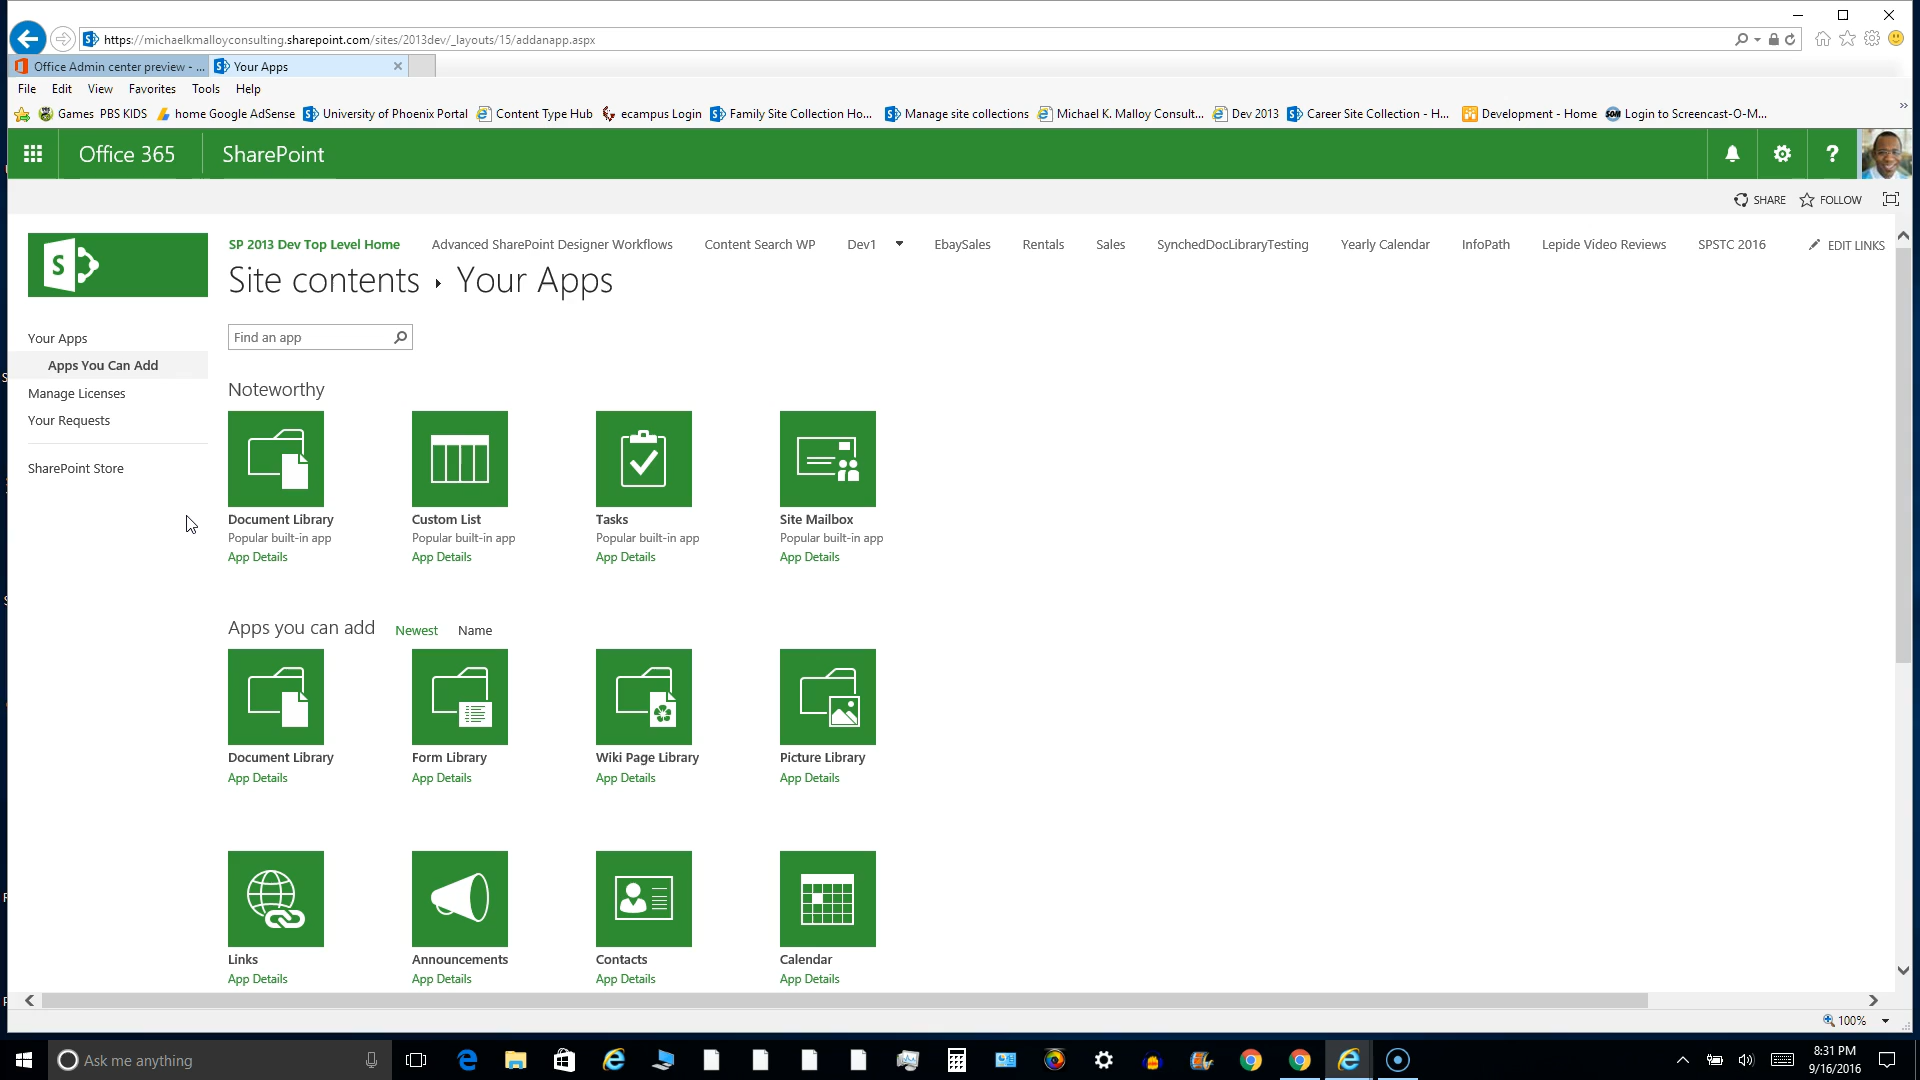 https://michaelkmalloyconsulting.sharepoint.com/sites/2013dev/_layouts/15/addanapp.aspx
Office Admin center preview - ... Your Apps
File Edit View Favorites Tools Help
Games PBS KIDS home Google AdSense University of Phoenix Portal Content Type Hub ecampus Login Family Site Collection Ho... Manage site collections Michael K. Malloy Consult... Dev 2013 Career Site Collection - H... Development - Home Login to Screencast-O-M...
Office 365 SharePoint
SHARE FOLLOW
SP 2013 Dev Top Level Home Advanced SharePoint Designer Workflows Content Search WP Dev1 EbaySales Rentals Sales SynchedDocLibraryTesting Yearly Calendar InfoPath Lepide Video Reviews SPSTC 2016 EDIT LINKS
Site contents ▸ Your Apps
Find an app
Your Apps
Apps You Can Add
Manage Licenses
Your Requests
SharePoint Store
Noteworthy
Document Library Custom List Tasks Site Mailbox
Popular built-in app Popular built-in app Popular built-in app Popular built-in app
App Details App Details App Details App Details
Apps you can add Newest Name
Document Library Form Library Wiki Page Library Picture Library
App Details App Details App Details App Details
Links Announcements Contacts Calendar
App Details App Details App Details App Details
100%
Ask me anything
8:31 PM
9/16/2016